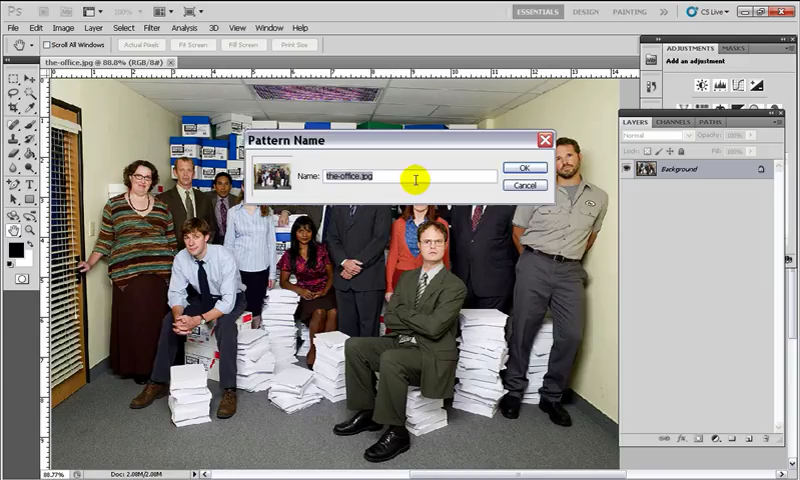 Ps
100%
ESSENTIALS
DESIGN
PAINTING
>>
CS Live
File Edit Image Layer Select Filter Analysis 3D View Window Help
Scroll All Windows
Actual Pixels
Fit Screen
Fill Screen
Print Size
the-office.jpg @ 88.8% (RGB/8#)
ADJUSTMENTS
MASKS
Add an adjustment
Pattern Name
Name: the-office.jpg
OK
Cancel
LAYERS CHANNELS PATHS
Normal
Opacity: 100%
Lock:
Fill: 100%
Background
88.77%
Doc: 2.08M/2.08M